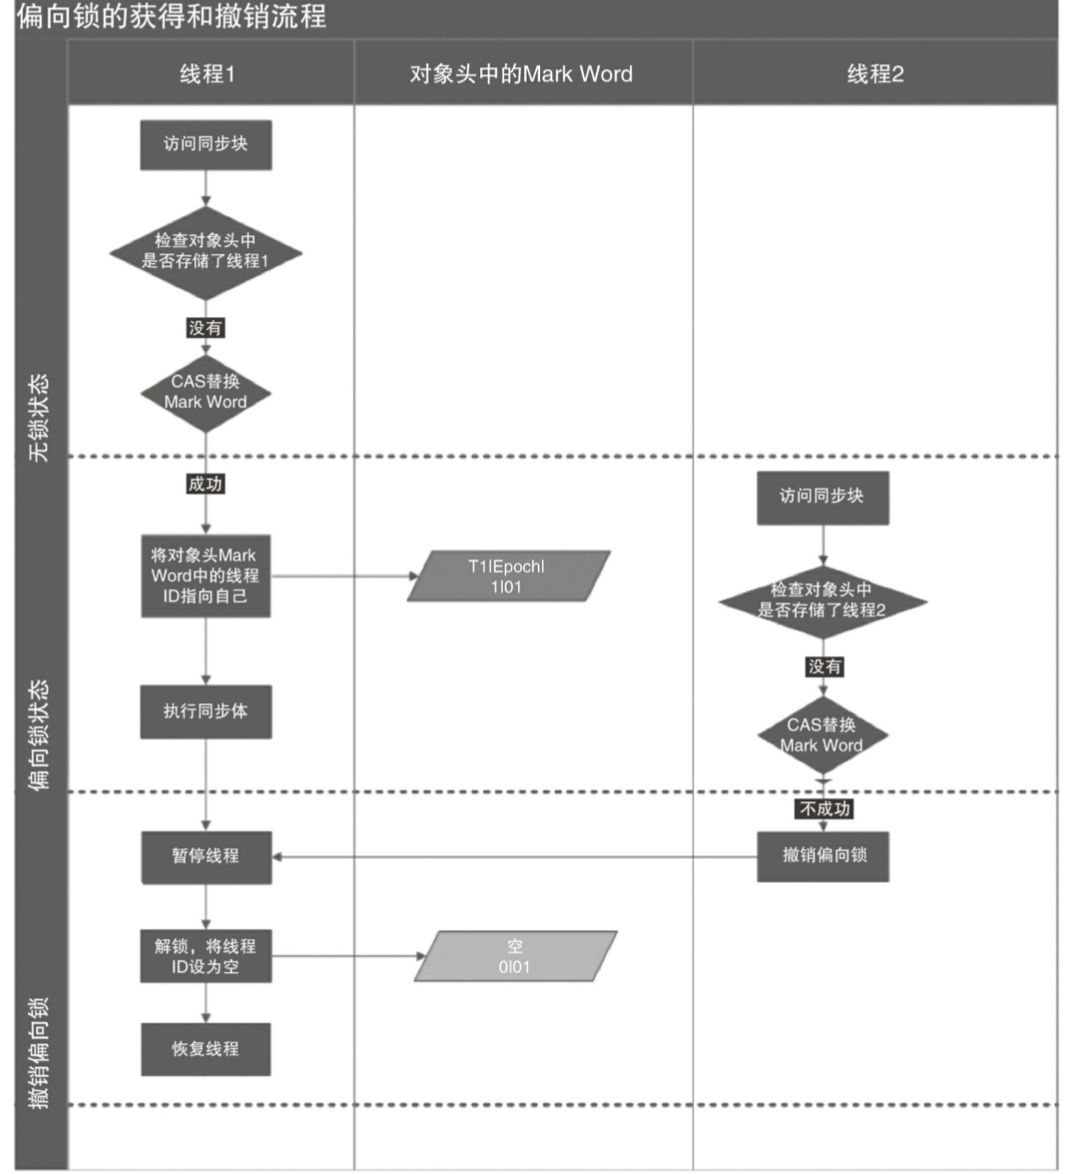 偏向锁的获得和撤销流程
线程1
对象头中的Mark Word
线程2
无锁状态
访问同步块
检查对象头中
是否存储了线程1
没有
CAS替换
Mark Word
偏向锁状态
成功
将对象头Mark
Word中的线程
ID指向自己
T1|Epoch|
1|01
执行同步体
访问同步块
检查对象头中
是否存储了线程2
没有
CAS替换
Mark Word
撤销偏向锁
不成功
撤销偏向锁
暂停线程
解锁，将线程
ID设为空
空
0|01
恢复线程